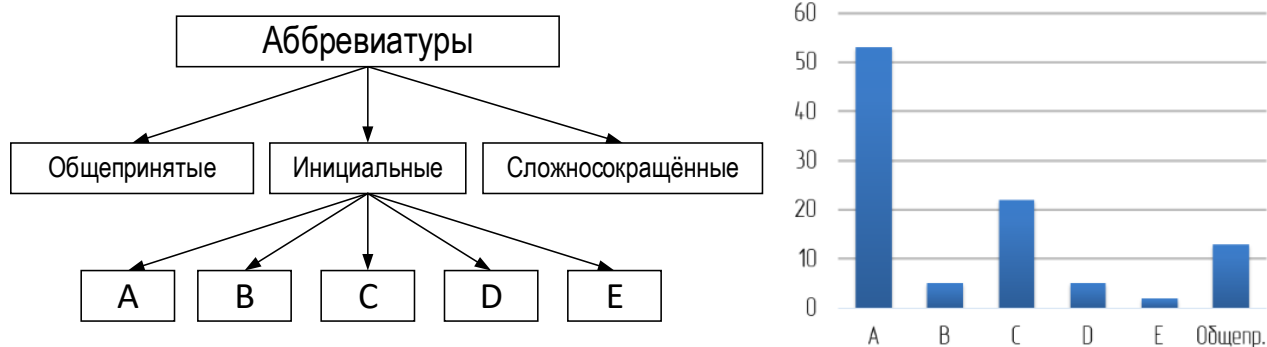 Аббревиатуры
Общепринятые
Инициальные
Сложносокращённые
A
B
C
D
E
60
50
40
30
20
10
0
A
B
C
D
E
Общепр.